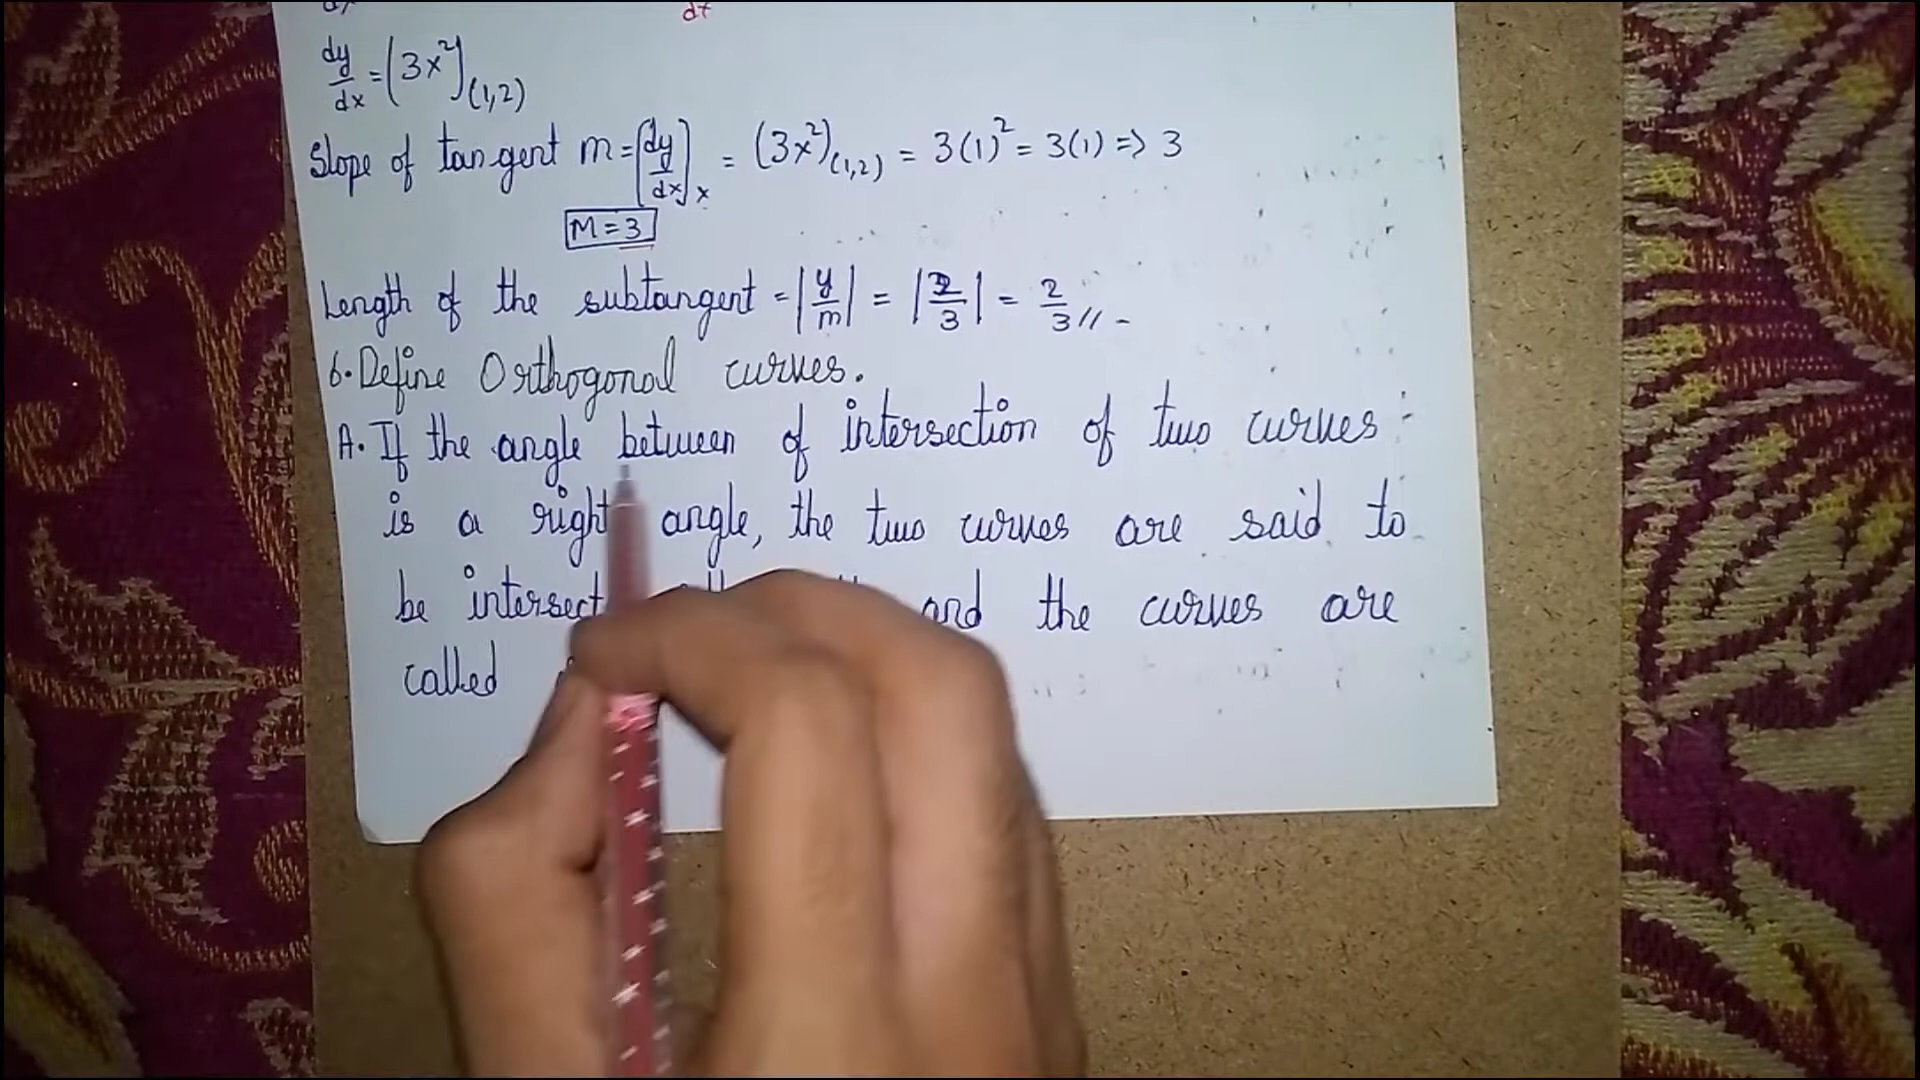 dy/dx = (3x²)(1,2)
Slope of tangent m = (dy/dx)x = (3x²)(1,2) = 3(1)² = 3(1) => 3
M = 3
Length of the subtangent = |y/m| = |2/3| = 2/3 //-
6. Define Orthogonal curves.
A. If the angle between of intersection of two curves
is a right angle, the two curves are said to
be intersect and the curves are
called